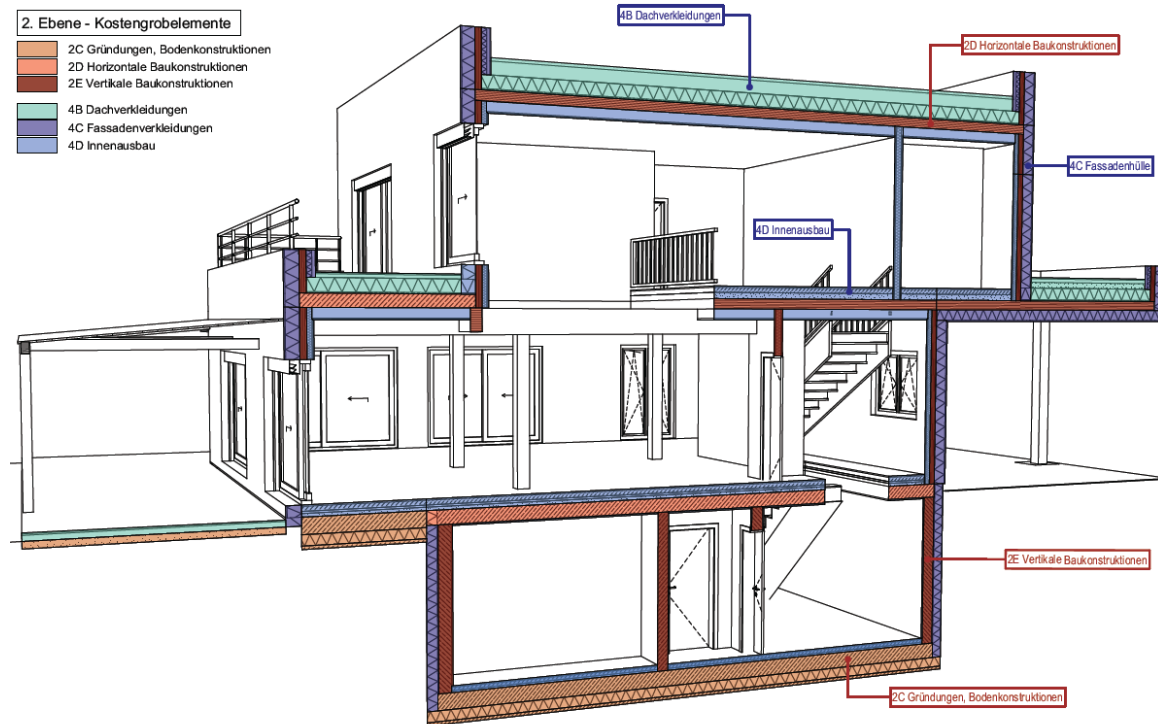 2. Ebene - Kostengrobelemente
2C Gründungen, Bodenkonstruktionen
2D Horizontale Baukonstruktionen
2E Vertikale Baukonstruktionen
4B Dachverkleidungen
4C Fassadenverkleidungen
4D Innenausbau
4B Dachverkleidungen
2D Horizontale Baukonstruktionen
4C Fassadenhülle
4D Innenausbau
2E Vertikale Baukonstruktionen
2C Gründungen, Bodenkonstruktionen